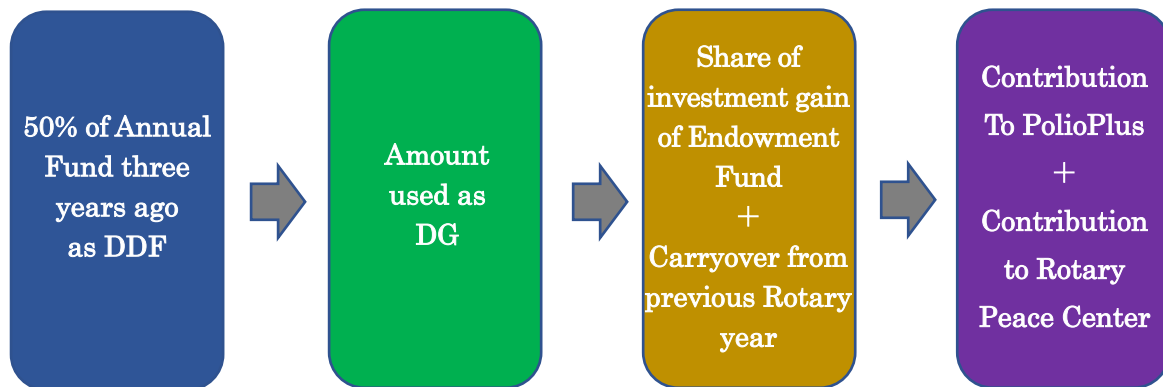 50% of Annual
Fund three
years ago
as DDF
Amount
used as
DG
Share of
investment gain
of Endowment
Fund
+
Carryover from
previous Rotary
year
Contribution
To PolioPlus
+
Contribution
to Rotary
Peace Center